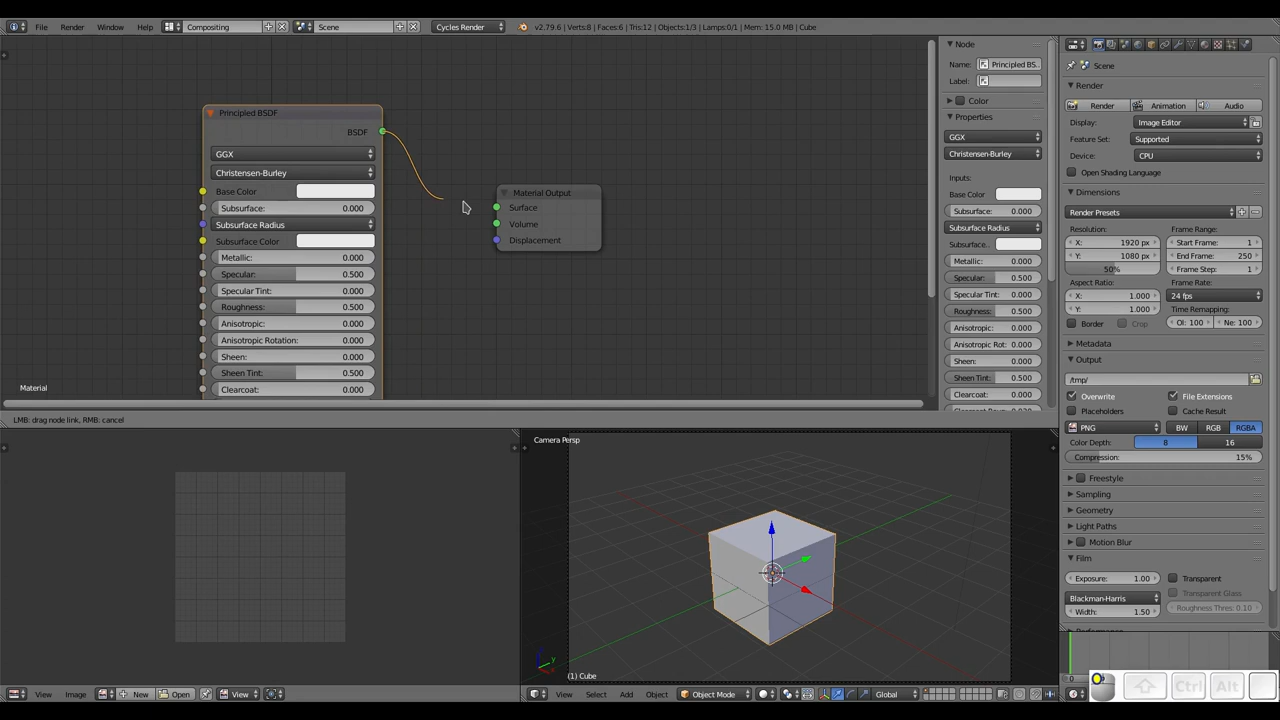 File Render Window Help Compositing Scene Cycles Render v2.79.6 | Verts:8 | Faces:6 | Tris:12 | Objects:1/3 | Lamps:0/1 | Mem: 15.0 MB | Cube
Principled BSDF
BSDF
GGX
Christensen-Burley
Base Color
Subsurface: 0.000
Subsurface Radius
Subsurface Color
Metallic: 0.000
Specular: 0.500
Specular Tint: 0.000
Roughness: 0.500
Anisotropic: 0.000
Anisotropic Rotation: 0.000
Sheen: 0.000
Sheen Tint: 0.500
Clearcoat: 0.000
Material Output
Surface
Volume
Displacement
Material
Node
Name: Principled BS..
Label:
Color
Properties
GGX
Christensen-Burley
Inputs:
Base Color
Subsurface: 0.000
Subsurface Radius
Subsurface..
Metallic: 0.000
Specular: 0.500
Specular Tint: 0.000
Roughness: 0.500
Anisotropic: 0.000
Anisotropic Rot: 0.000
Sheen: 0.000
Sheen Tint: 0.500
Clearcoat: 0.000
Scene
Render
Render Animation Audio
Display: Image Editor
Feature Set: Supported
Device: CPU
Open Shading Language
Dimensions
Render Presets
Resolution: Frame Range:
X: 1920 px Start Frame: 1
Y: 1080 px End Frame: 250
50% Frame Step: 1
Aspect Ratio: Frame Rate:
X: 1.000 24 fps
Y: 1.000 Time Remapping:
Border Crop Ol: 100 Ne: 100
Metadata
Output
/tmp/
Overwrite File Extensions
Placeholders Cache Result
PNG BW RGB RGBA
Color Depth: 8 16
Compression: 15%
Freestyle
Sampling
Geometry
Light Paths
Motion Blur
Film
Exposure: 1.00 Transparent
Blackman-Harris Transparent Glass
Width: 1.50 Roughness Thres: 0.10
LMB: drag node link, RMB: cancel
Camera Persp
(1) Cube
View Image New Open View
View Select Add Object Object Mode Global
Ctrl Alt